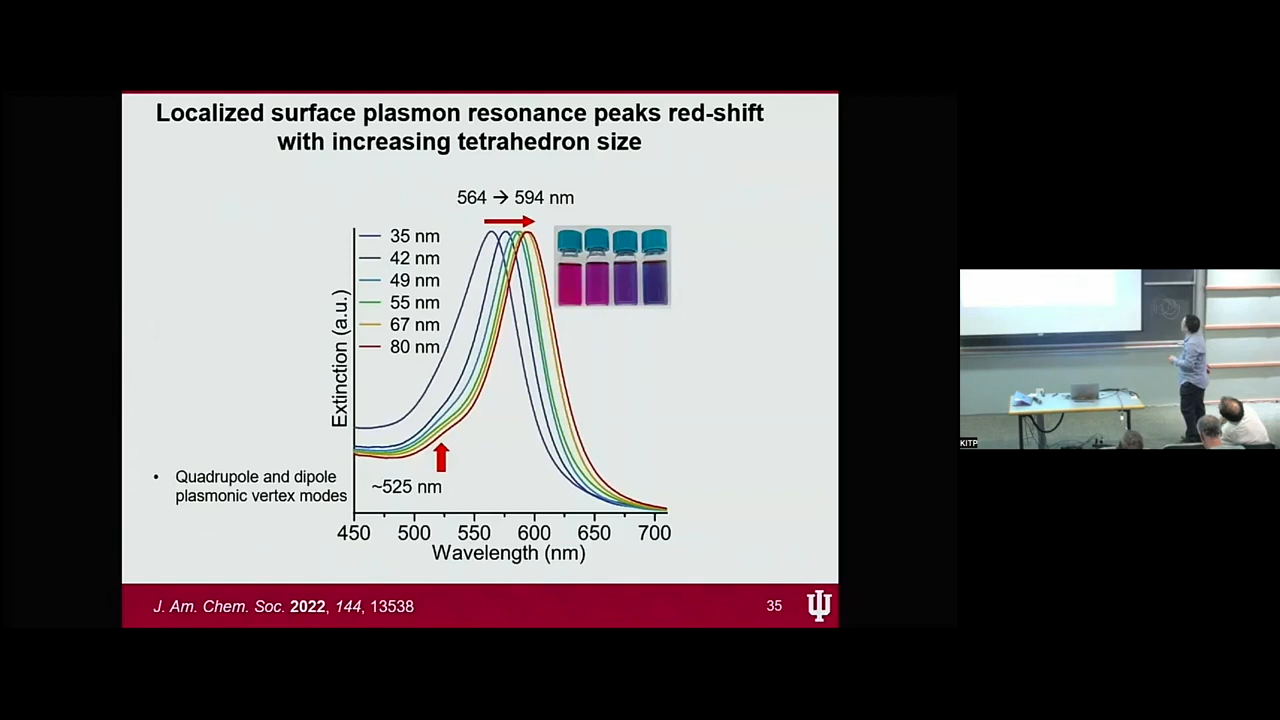 Localized surface plasmon resonance peaks red-shift
with increasing tetrahedron size
564 → 594 nm
35 nm
42 nm
49 nm
55 nm
67 nm
80 nm
Extinction (a.u.)
• Quadrupole and dipole
plasmonic vertex modes
~525 nm
450 500 550 600 650 700
Wavelength (nm)
J. Am. Chem. Soc. 2022, 144, 13538
35
KITP